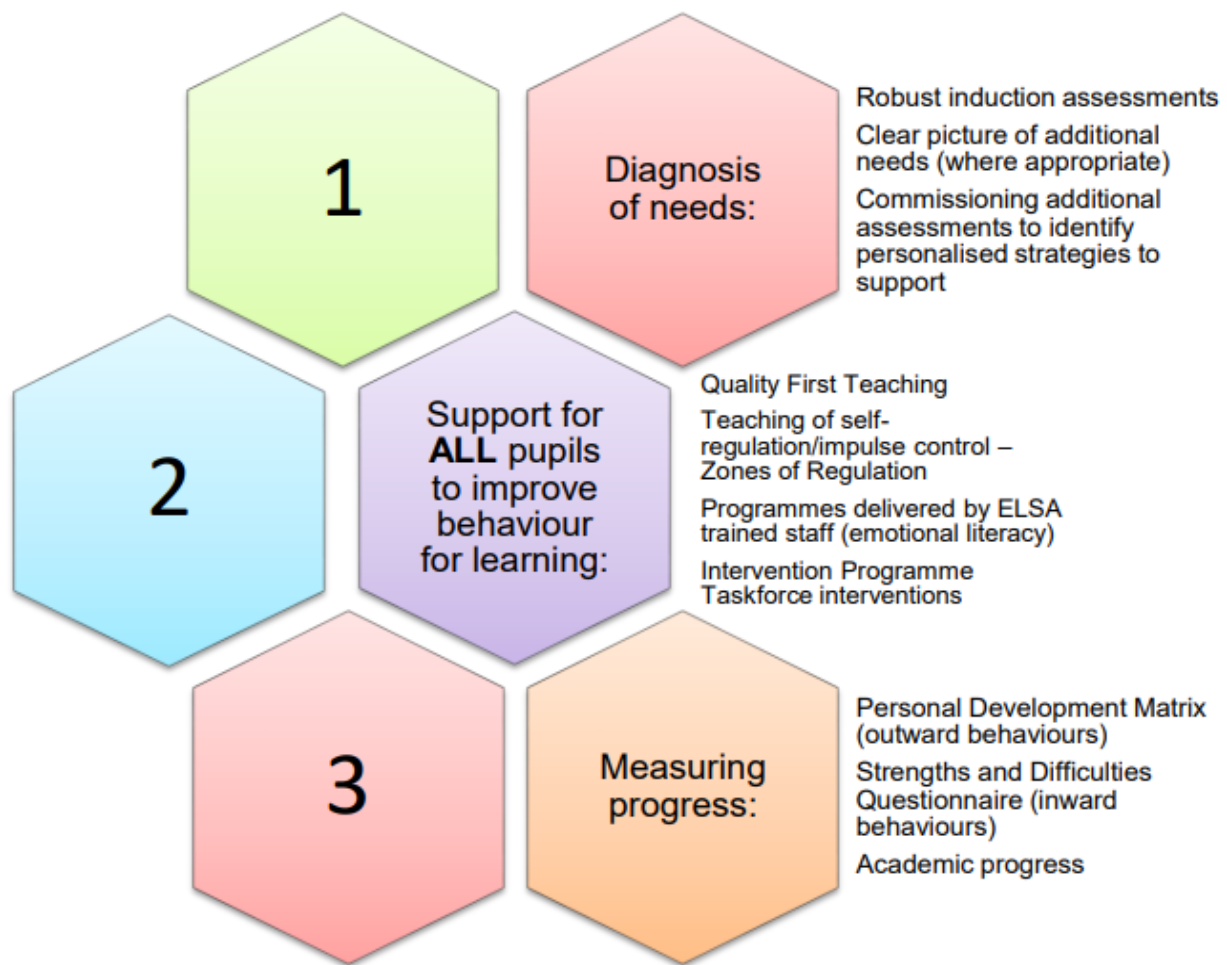 1
Diagnosis
of needs:
Robust induction assessments
Clear picture of additional
needs (where appropriate)
Commissioning additional
assessments to identify
personalised strategies to
support
2
Support for
ALL pupils
to improve
behaviour
for learning:
Quality First Teaching
Teaching of self-
regulation/impulse control –
Zones of Regulation
Programmes delivered by ELSA
trained staff (emotional literacy)
Intervention Programme
Taskforce interventions
3
Measuring
progress:
Personal Development Matrix
(outward behaviours)
Strengths and Difficulties
Questionnaire (inward
behaviours)
Academic progress